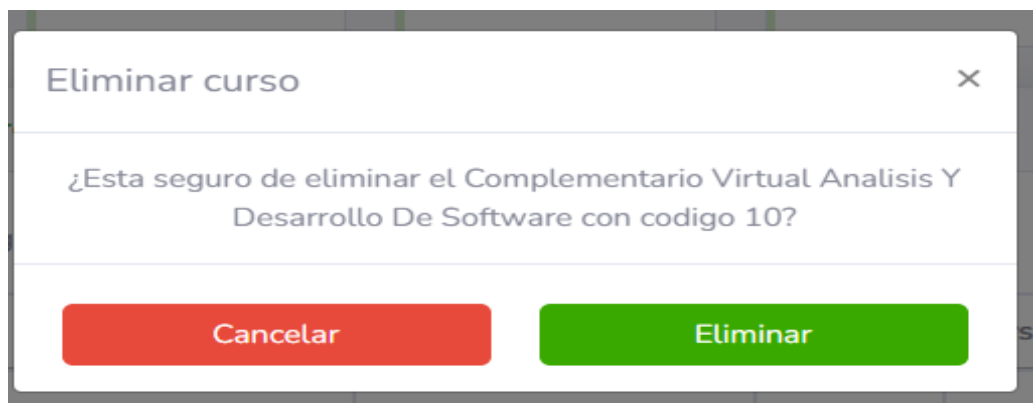 Eliminar curso
×
¿Esta seguro de eliminar el Complementario Virtual Analisis Y
Desarrollo De Software con codigo 10?
Cancelar
Eliminar